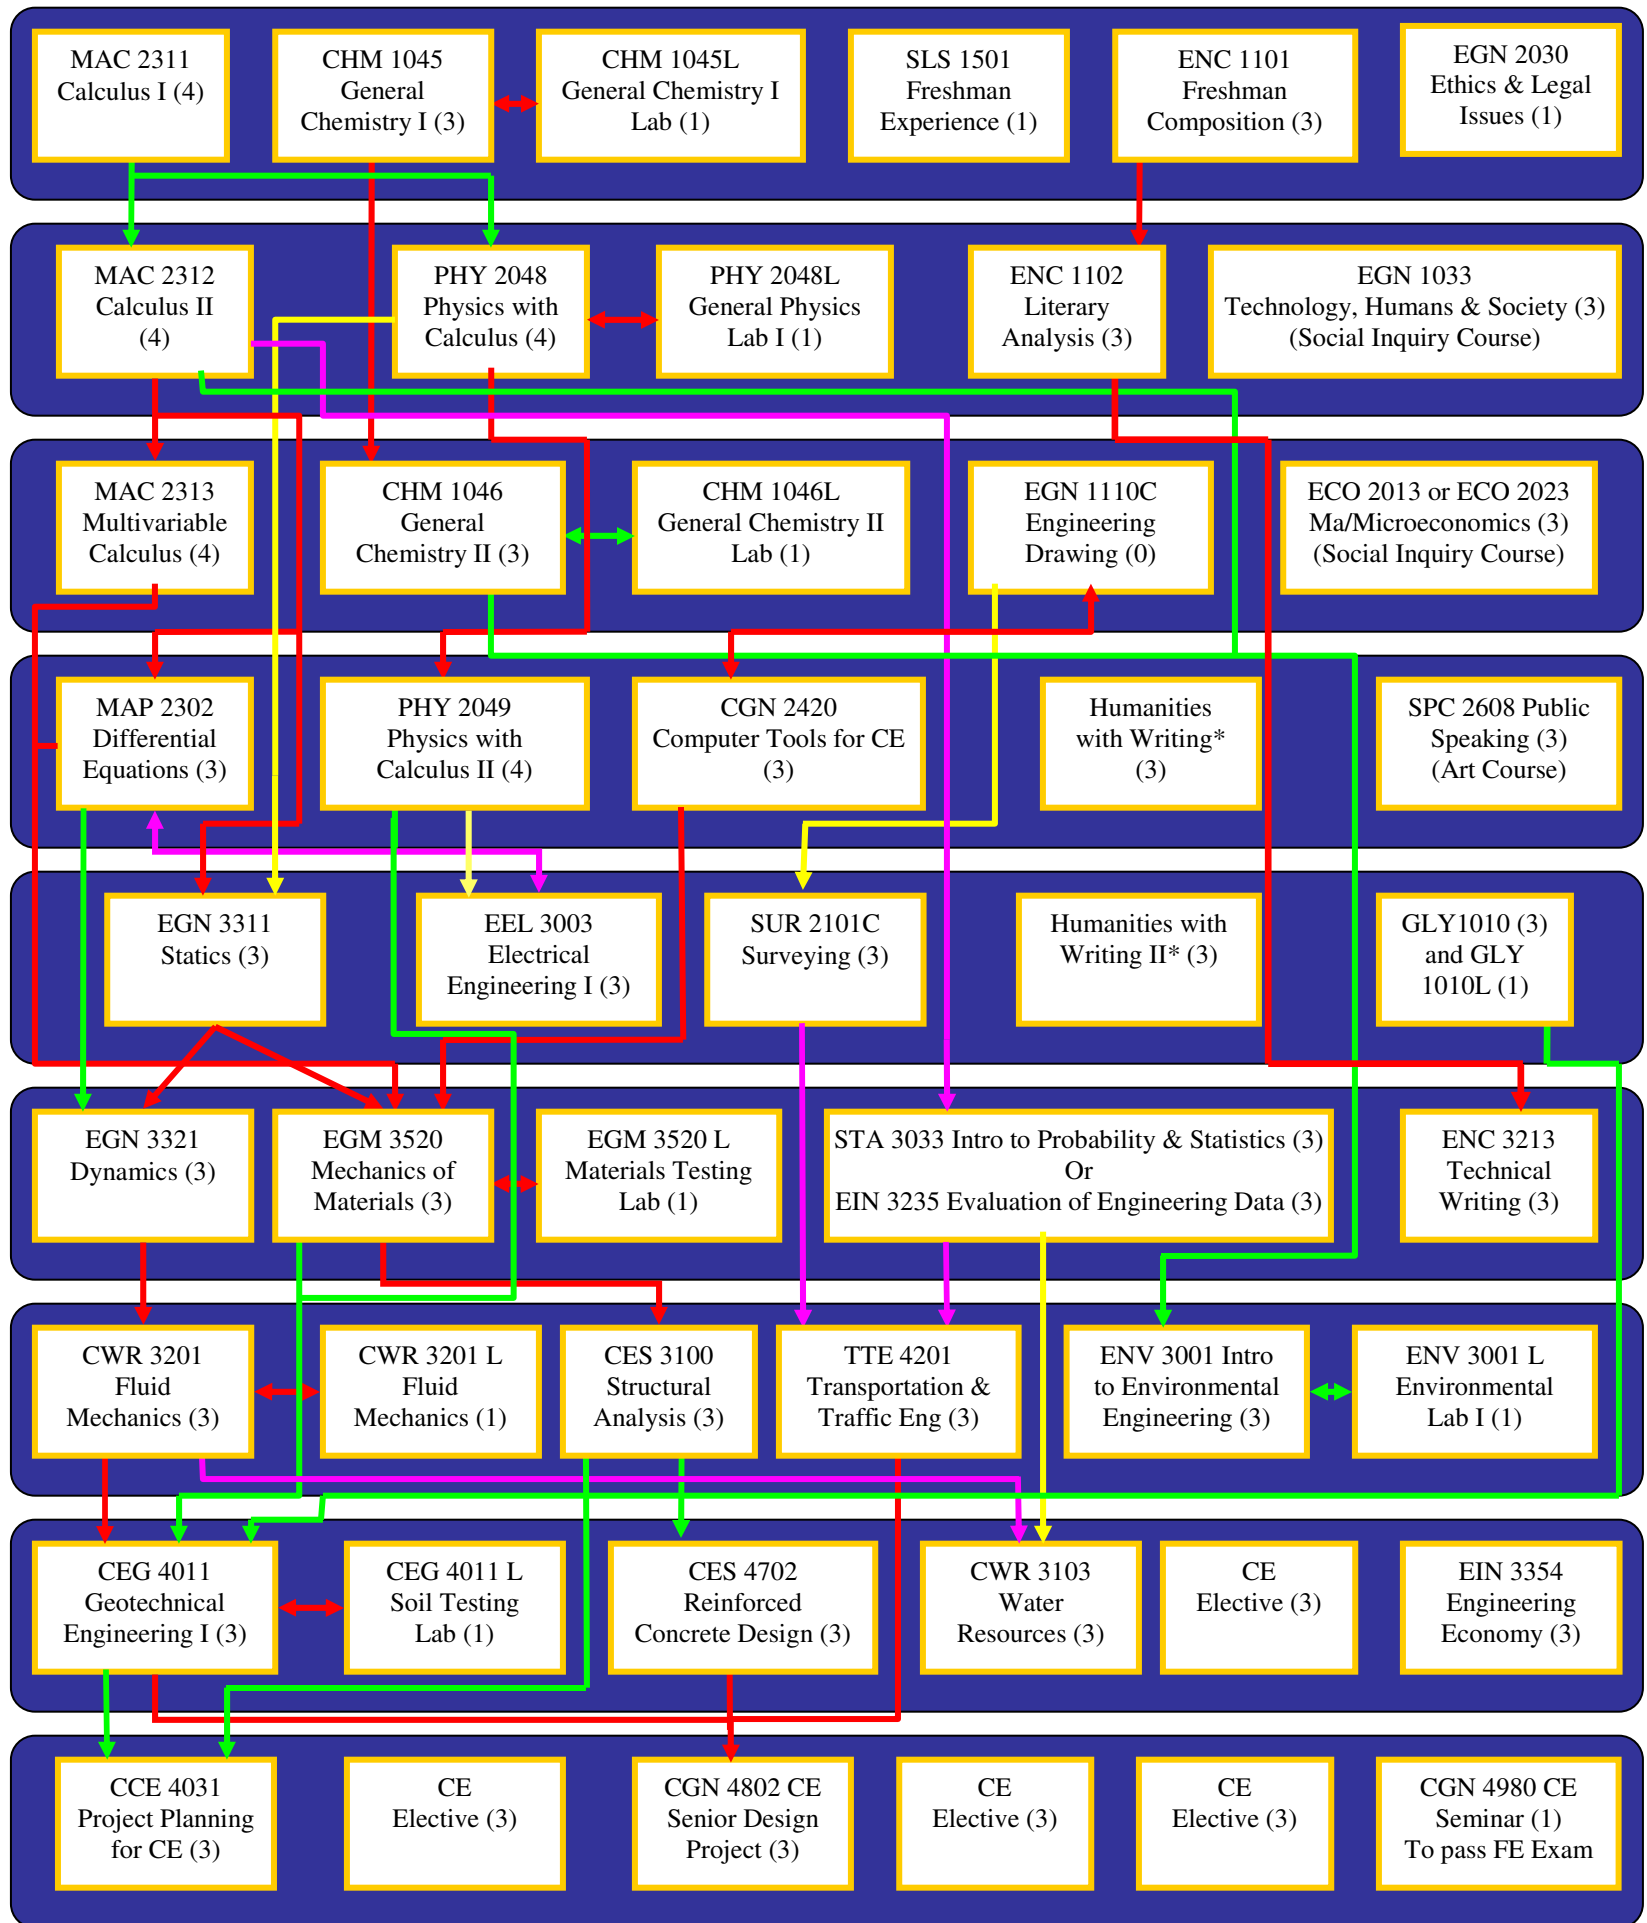 MAC 2311
Calculus I (4)
CHM 1045
General
Chemistry I (3)
CHM 1045L
General Chemistry I
Lab (1)
SLS 1501
Freshman
Experience (1)
ENC 1101
Freshman
Composition (3)
EGN 2030
Ethics & Legal
Issues (1)
MAC 2312
Calculus II
(4)
PHY 2048
Physics with
Calculus (4)
PHY 2048L
General Physics
Lab I (1)
ENC 1102
Literary
Analysis (3)
EGN 1033
Technology, Humans & Society (3)
(Social Inquiry Course)
MAC 2313
Multivariable
Calculus (4)
CHM 1046
General
Chemistry II (3)
CHM 1046L
General Chemistry II
Lab (1)
EGN 1110C
Engineering
Drawing (0)
ECO 2013 or ECO 2023
Ma/Microeconomics (3)
(Social Inquiry Course)
MAP 2302
Differential
Equations (3)
PHY 2049
Physics with
Calculus II (4)
CGN 2420
Computer Tools for CE
(3)
Humanities
with Writing*
(3)
SPC 2608 Public
Speaking (3)
(Art Course)
EGN 3311
Statics (3)
EEL 3003
Electrical
Engineering I (3)
SUR 2101C
Surveying (3)
Humanities with
Writing II* (3)
GLY1010 (3)
and GLY
1010L (1)
EGN 3321
Dynamics (3)
EGM 3520
Mechanics of
Materials (3)
EGM 3520 L
Materials Testing
Lab (1)
STA 3033 Intro to Probability & Statistics (3)
Or
EIN 3235 Evaluation of Engineering Data (3)
ENC 3213
Technical
Writing (3)
CWR 3201
Fluid
Mechanics (3)
CWR 3201 L
Fluid
Mechanics (1)
CES 3100
Structural
Analysis (3)
TTE 4201
Transportation &
Traffic Eng (3)
ENV 3001 Intro
to Environmental
Engineering (3)
ENV 3001 L
Environmental
Lab I (1)
CEG 4011
Geotechnical
Engineering I (3)
CEG 4011 L
Soil Testing
Lab (1)
CES 4702
Reinforced
Concrete Design (3)
CWR 3103
Water
Resources (3)
CE
Elective (3)
EIN 3354
Engineering
Economy (3)
CCE 4031
Project Planning
for CE (3)
CE
Elective (3)
CGN 4802 CE
Senior Design
Project (3)
CE
Elective (3)
CE
Elective (3)
CGN 4980 CE
Seminar (1)
To pass FE Exam